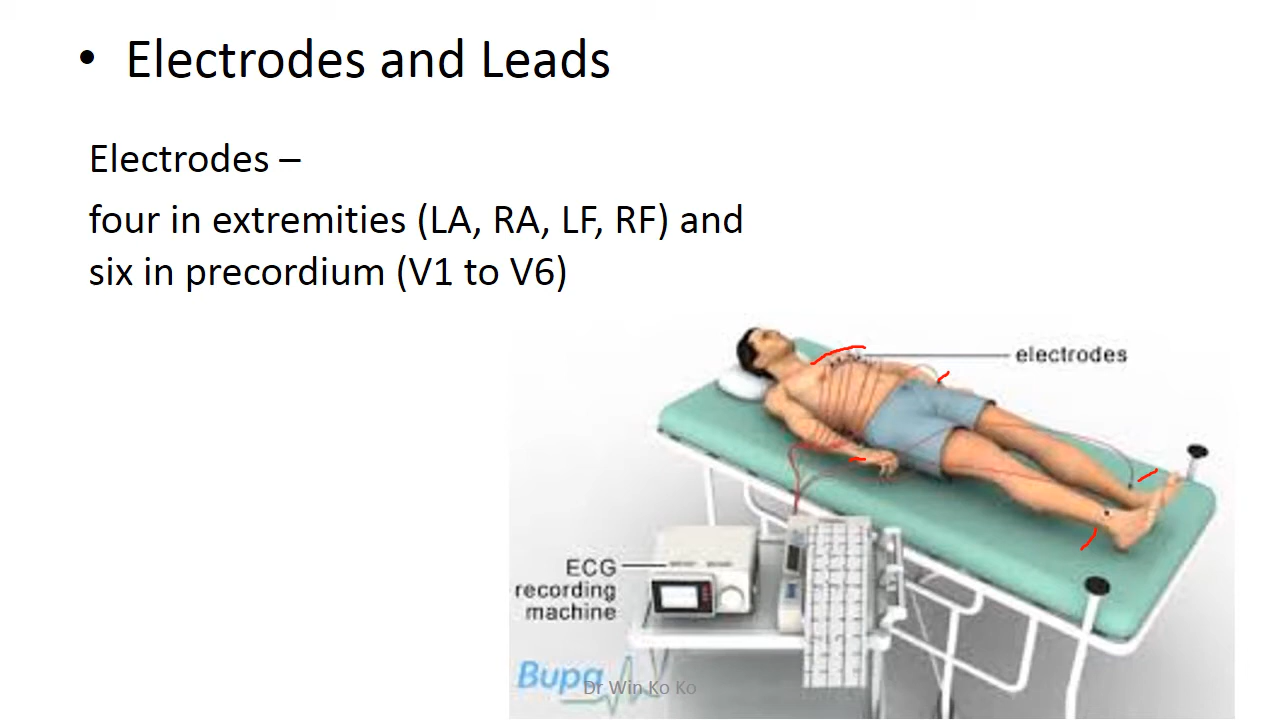 • Electrodes and Leads
Electrodes –
four in extremities (LA, RA, LF, RF) and
six in precordium (V1 to V6)
electrodes
ECG
recording
machine
Bupa
Dr Win Ko Ko